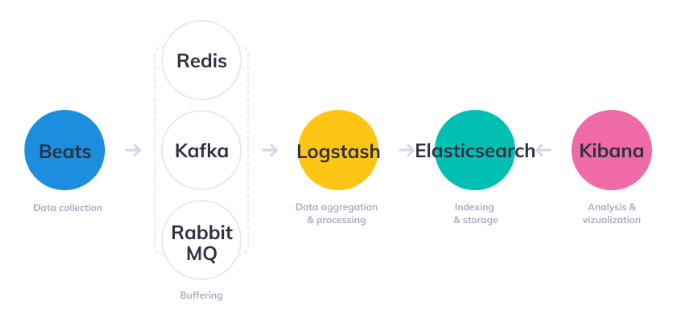 Redis
Beats
Kafka
Logstash
Elasticsearch
Kibana
Data collection
Data aggregation
& processing
Indexing
& storage
Analysis &
vizualization
Rabbit
MQ
Buffering